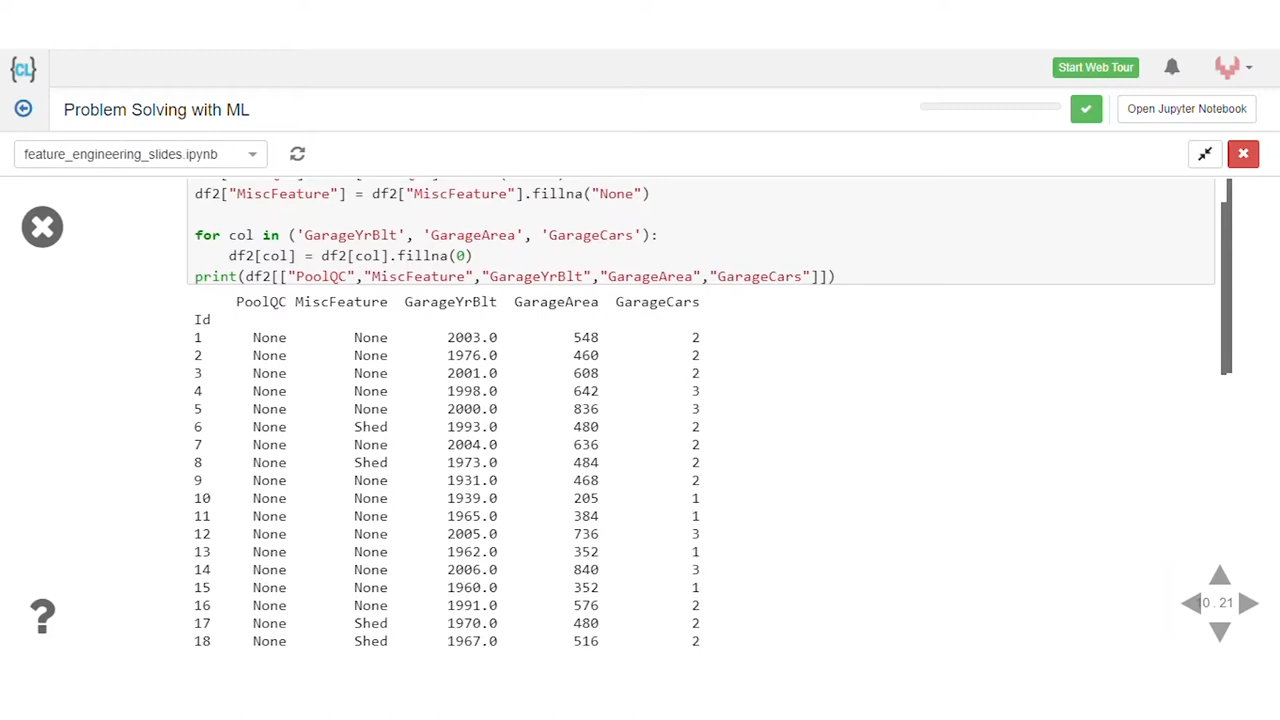 {CL}
Start Web Tour
Problem Solving with ML
Open Jupyter Notebook
feature_engineering_slides.ipynb
df2["MiscFeature"] = df2["MiscFeature"].fillna("None")
for col in ('GarageYrBlt', 'GarageArea', 'GarageCars'):
df2[col] = df2[col].fillna(0)
print(df2[["PoolQC","MiscFeature","GarageYrBlt","GarageArea","GarageCars"]])
PoolQC MiscFeature GarageYrBlt GarageArea GarageCars
Id
1 None None 2003.0 548 2
2 None None 1976.0 460 2
3 None None 2001.0 608 2
4 None None 1998.0 642 3
5 None None 2000.0 836 3
6 None Shed 1993.0 480 2
7 None None 2004.0 636 2
8 None Shed 1973.0 484 2
9 None None 1931.0 468 2
10 None None 1939.0 205 1
11 None None 1965.0 384 1
12 None None 2005.0 736 3
13 None None 1962.0 352 1
14 None None 2006.0 840 3
15 None None 1960.0 352 1
16 None None 1991.0 576 2
17 None Shed 1970.0 480 2
18 None Shed 1967.0 516 2
?
10.21